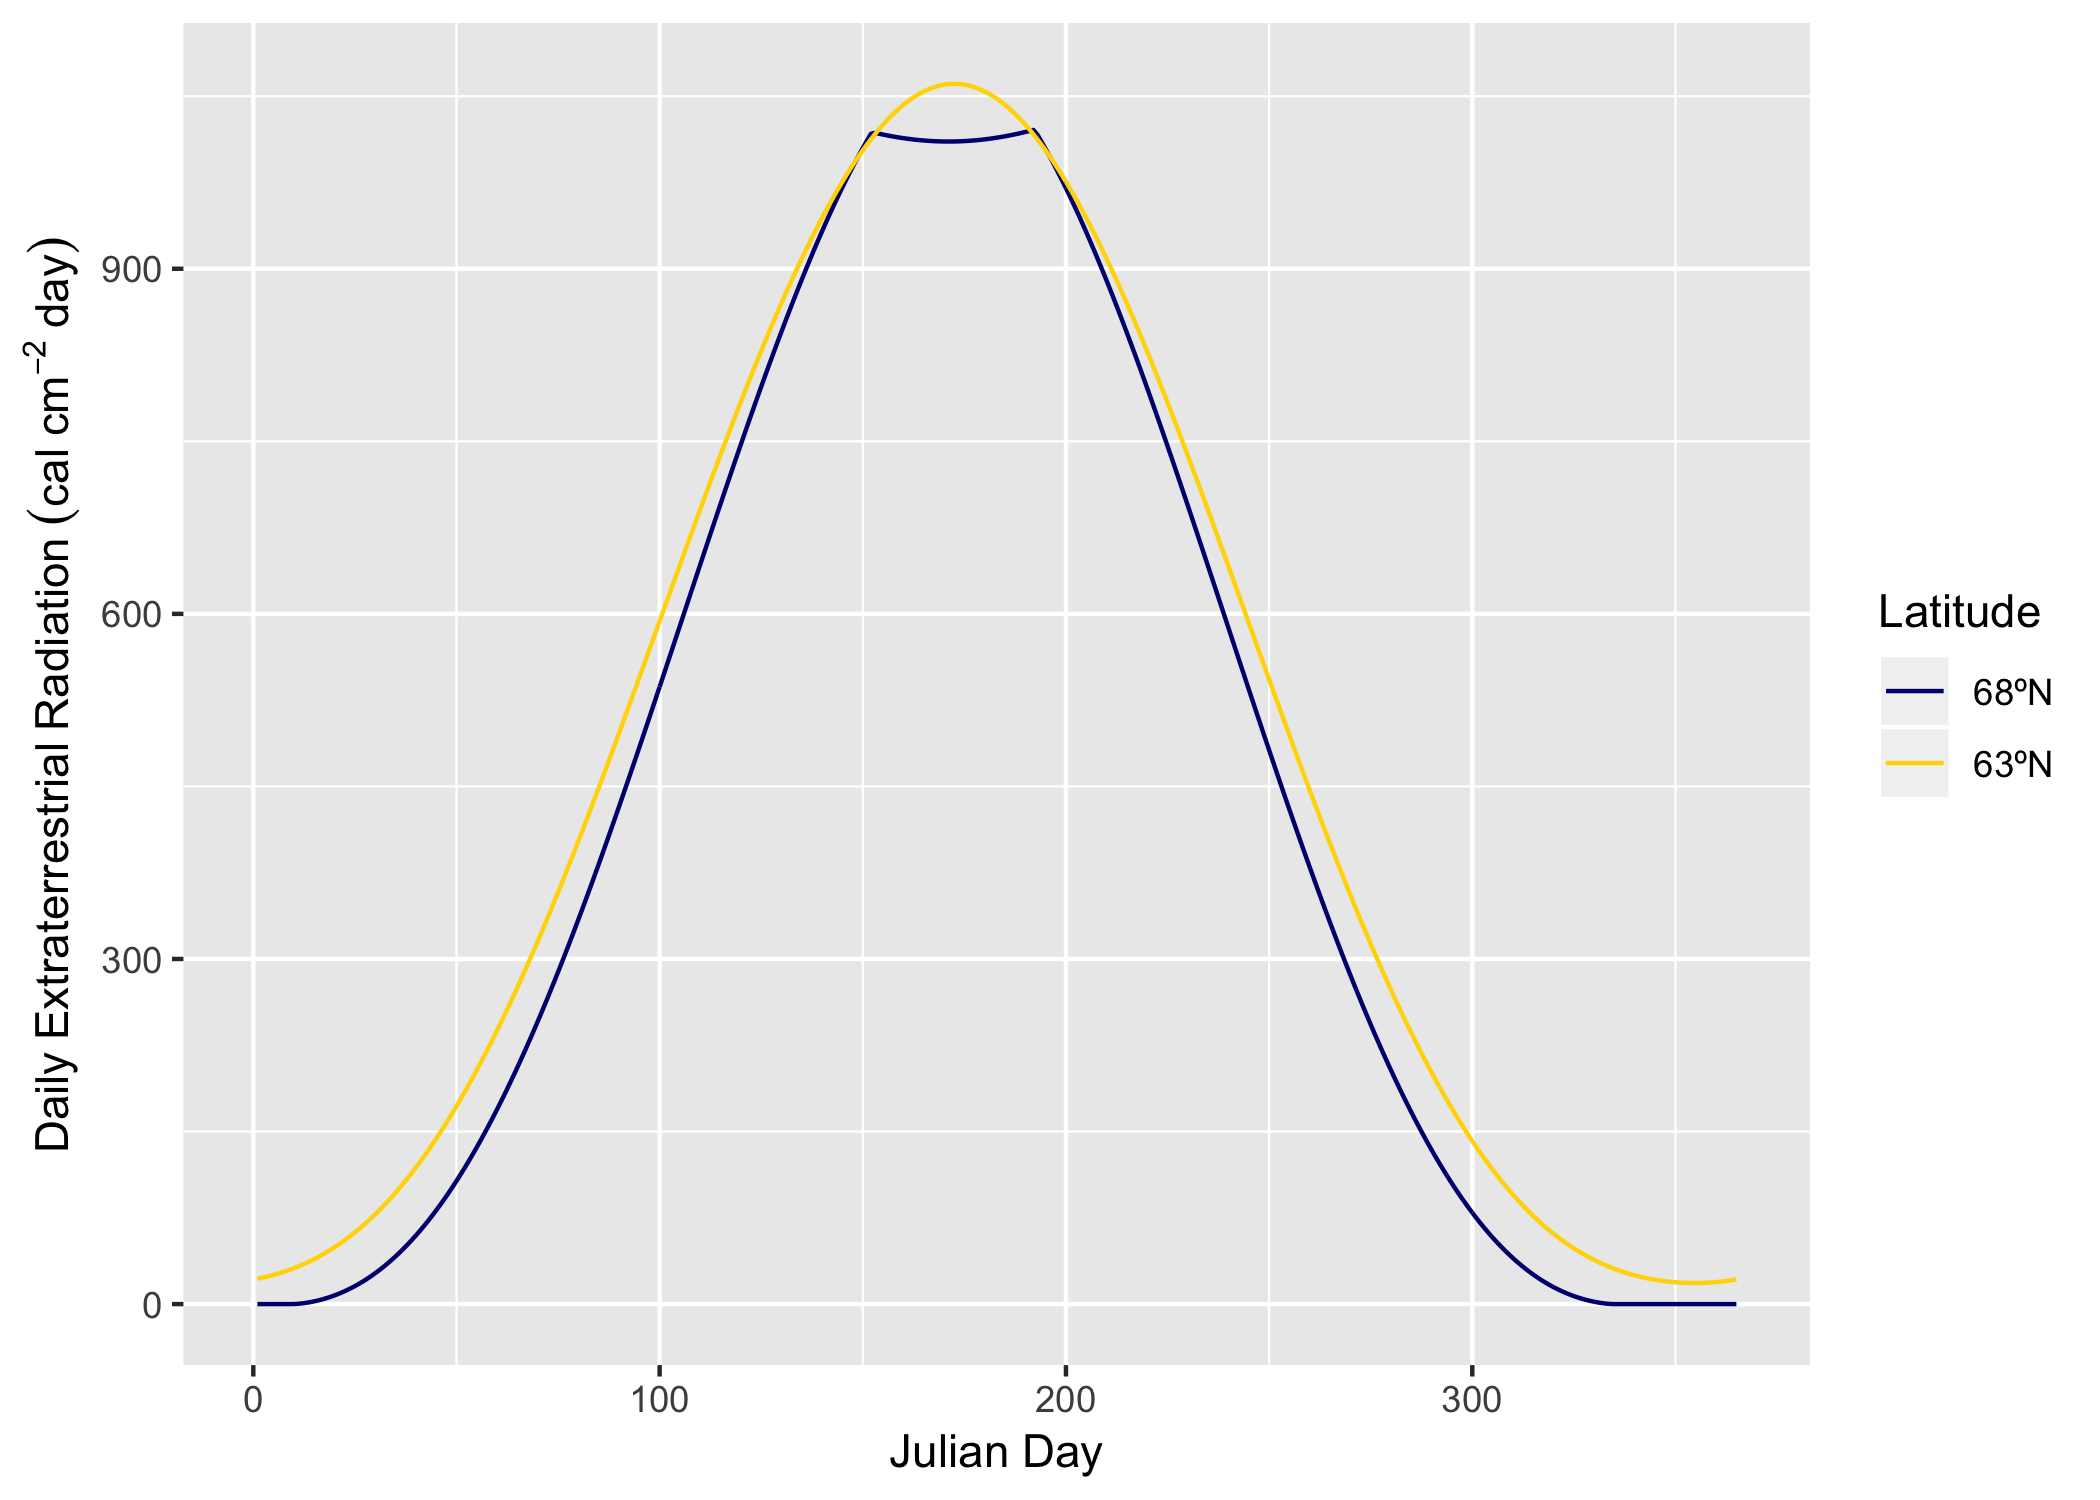 Daily Extraterrestrial Radiation (cal cm⁻² day)
900
600
300
0
0 100 200 300
Julian Day
Latitude
68ºN
63ºN